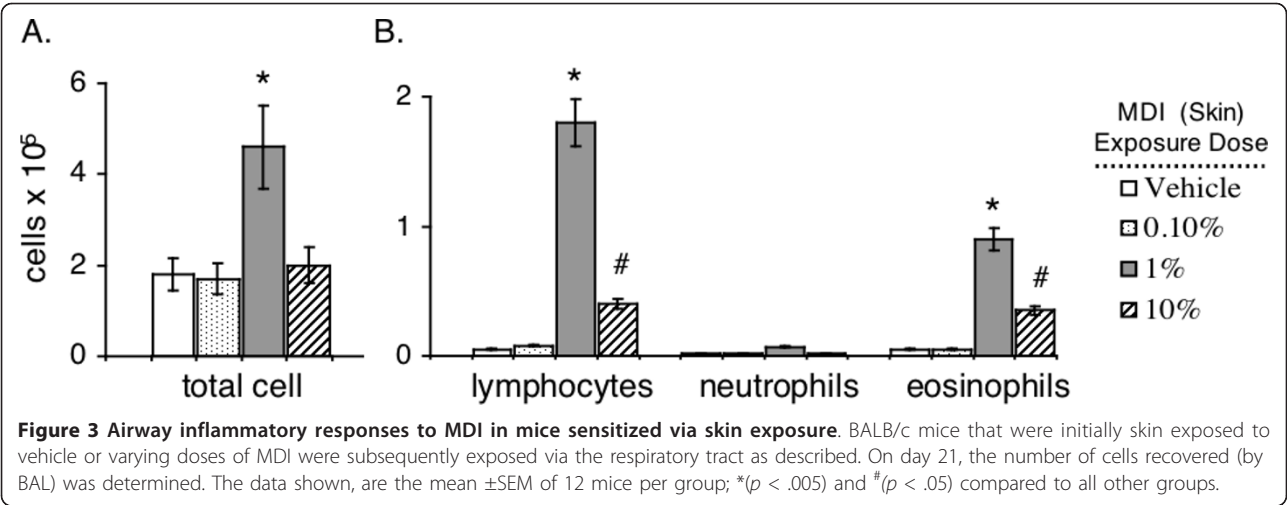 A.
B.
6
4
2
0
cells x 10⁵
*
total cell
2
1
0
*
#
*
#
lymphocytes neutrophils eosinophils
MDI (Skin)
Exposure Dose
Vehicle
0.10%
1%
10%
Figure 3 Airway inflammatory responses to MDI in mice sensitized via skin exposure. BALB/c mice that were initially skin exposed to
vehicle or varying doses of MDI were subsequently exposed via the respiratory tract as described. On day 21, the number of cells recovered (by
BAL) was determined. The data shown, are the mean ±SEM of 12 mice per group; *(p < .005) and #(p < .05) compared to all other groups.